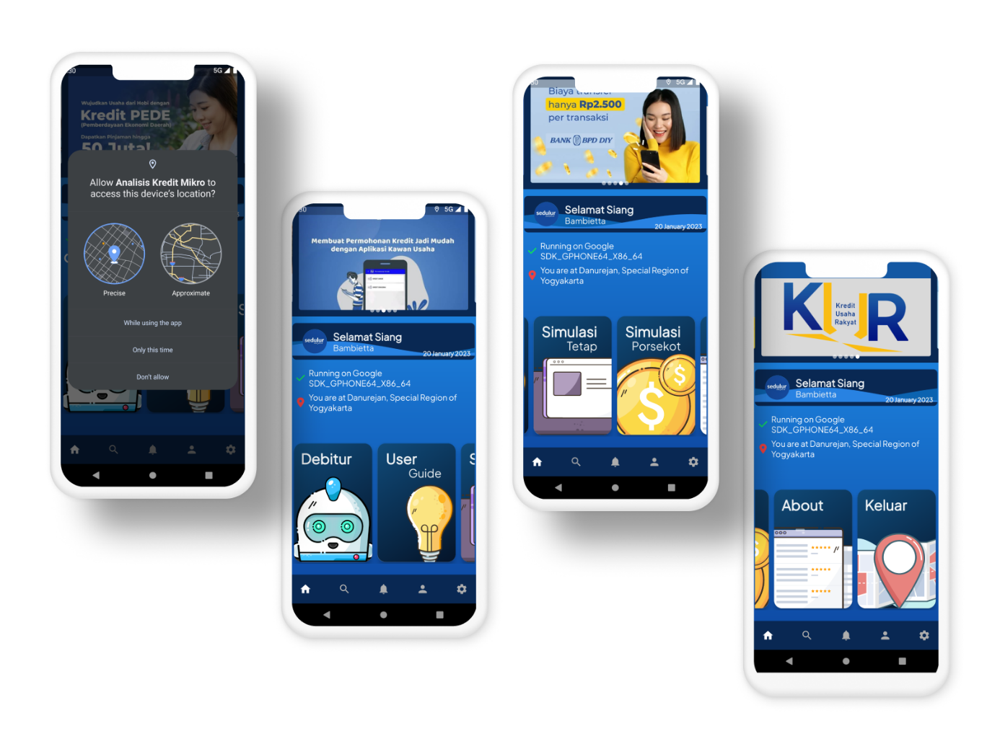 :30
5G
Wujudkan Usaha dari Hobi dengan
Kredit PEDE
(Pemberdayaan Ekonomi Daerah)
Dapatkan Pinjaman hingga
50 Juta!
Allow Analisis Kredit Mikro to
access this device's location?
Precise
Approximate
While using the app
Only this time
Don't allow
30
5G
Membuat Permohonan Kredit Jadi Mudah
dengan Aplikasi Kawan Usaha
sedulur
Selamat Siang
Bambietta
20 January 2023
Running on Google
SDK_GPHONE64_X86_64
You are at Danurejan, Special Region of
Yogyakarta
Debitur
User
Guide
S
30
5G
Biaya transfer
hanya Rp2.500
per transaksi
BANK BPD DIY
sedulur
Selamat Siang
Bambietta
20 January 2023
Running on Google
SDK_GPHONE64_X86_64
You are at Danurejan, Special Region of
Yogyakarta
Simulasi
Tetap
Simulasi
Porsekot
KUR
Kredit
Usaha
Rakyat
sedulur
Selamat Siang
Bambietta
20 January 2023
Running on Google
SDK_GPHONE64_X86_64
You are at Danurejan, Special Region of
Yogyakarta
About
Keluar